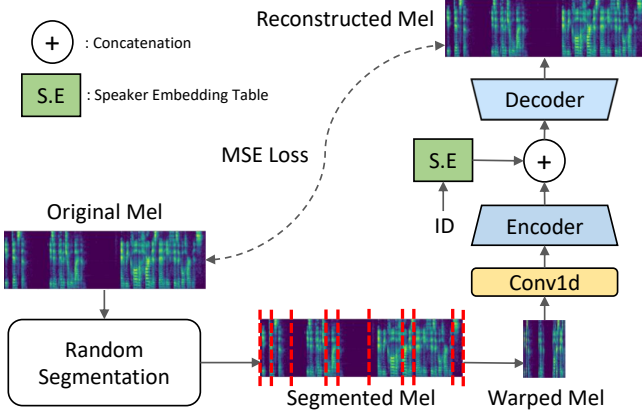 Reconstructed Mel
+
: Concatenation
S.E
: Speaker Embedding Table
Decoder
MSE Loss
S.E
+
ID
Original Mel
Encoder
Conv1d
Random
Segmentation
Segmented Mel
Warped Mel